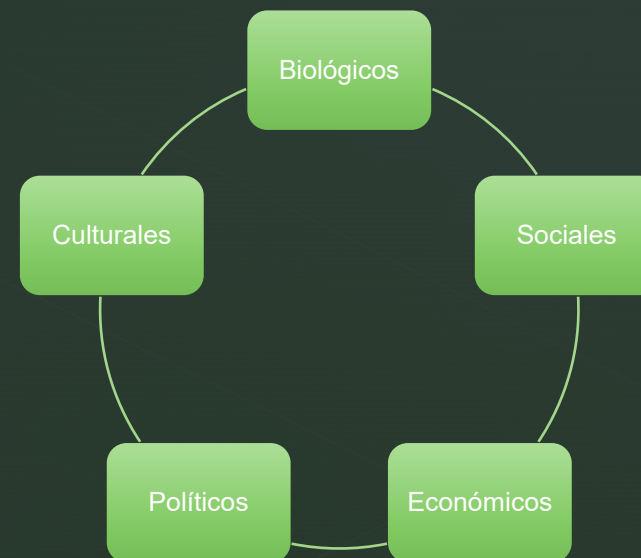 Biológicos
Culturales
Sociales
Políticos
Económicos